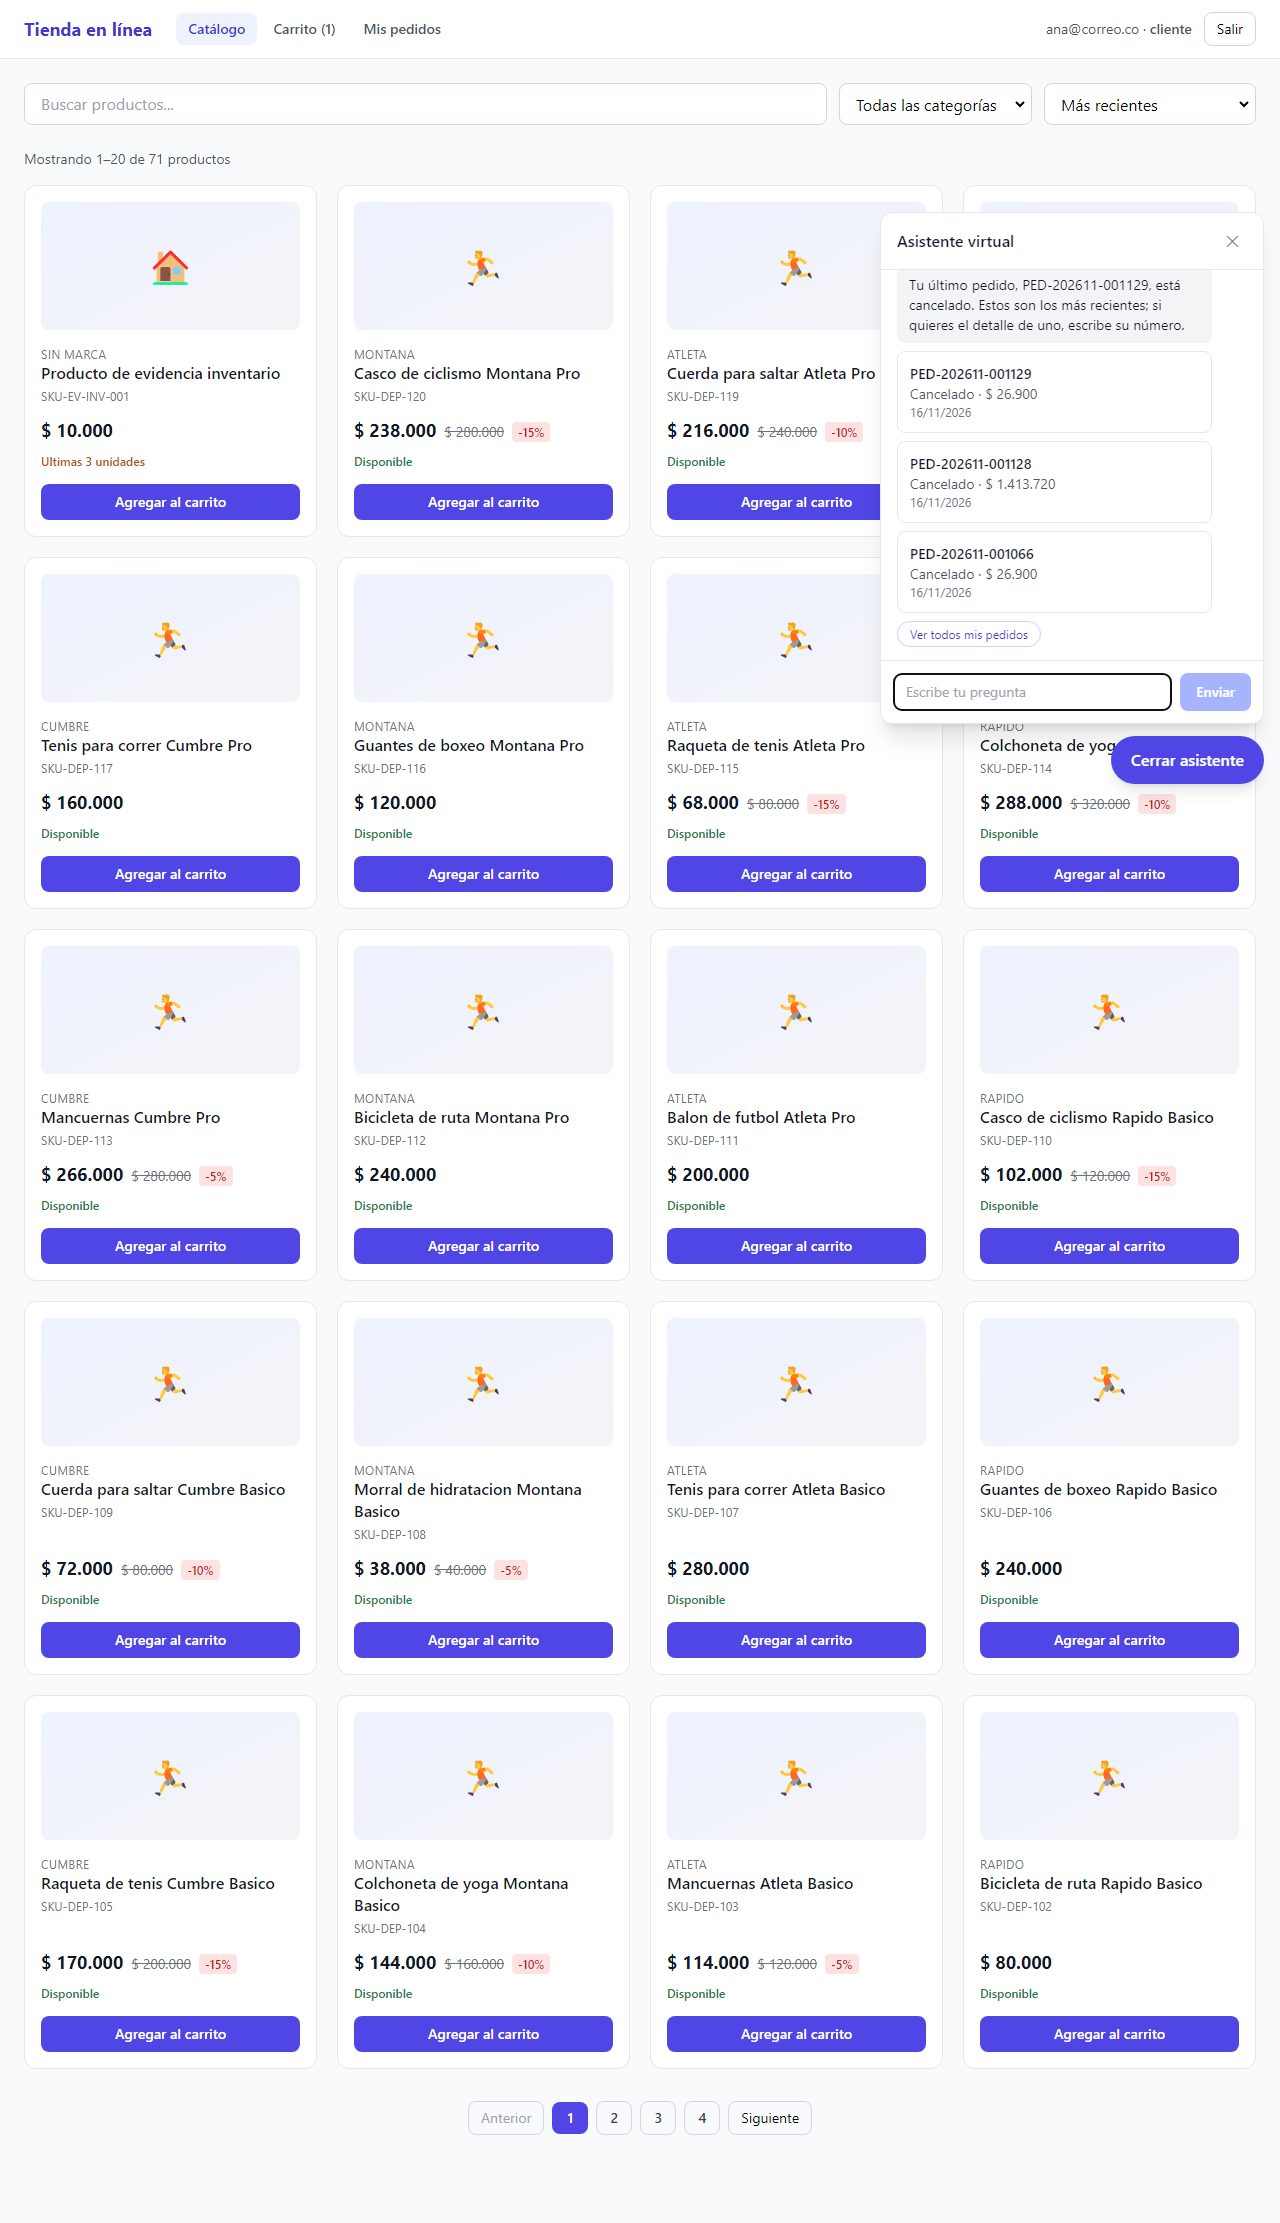 Tienda en línea
Catálogo
Carrito (1)
Mis pedidos
ana@correo.co · cliente
Salir
Buscar productos...
Todas las categorías
Más recientes
Mostrando 1–20 de 71 productos
SIN MARCA
Producto de evidencia inventario
SKU-EV-INV-001
$ 10.000
Ultimas 3 unidades
Agregar al carrito
MONTANA
Casco de ciclismo Montana Pro
SKU-DEP-120
$ 238.000 $ 280.000 -15%
Disponible
Agregar al carrito
ATLETA
Cuerda para saltar Atleta Pro
SKU-DEP-119
$ 216.000 $ 240.000 -10%
Disponible
Agregar al carrito
Asistente virtual
Tu último pedido, PED-202611-001129, está
cancelado. Estos son los más recientes; si
quieres el detalle de uno, escribe su número.
PED-202611-001129
Cancelado · $ 26.900
16/11/2026
PED-202611-001128
Cancelado · $ 1.413.720
16/11/2026
PED-202611-001066
Cancelado · $ 26.900
16/11/2026
Ver todos mis pedidos
Escribe tu pregunta
Enviar
Cerrar asistente
CUMBRE
Tenis para correr Cumbre Pro
SKU-DEP-117
$ 160.000
Disponible
Agregar al carrito
MONTANA
Guantes de boxeo Montana Pro
SKU-DEP-116
$ 120.000
Disponible
Agregar al carrito
ATLETA
Raqueta de tenis Atleta Pro
SKU-DEP-115
$ 68.000 $ 80.000 -15%
Disponible
Agregar al carrito
RAPIDO
Colchoneta de yog
SKU-DEP-114
$ 288.000 $ 320.000 -10%
Disponible
Agregar al carrito
CUMBRE
Mancuernas Cumbre Pro
SKU-DEP-113
$ 266.000 $ 280.000 -5%
Disponible
Agregar al carrito
MONTANA
Bicicleta de ruta Montana Pro
SKU-DEP-112
$ 240.000
Disponible
Agregar al carrito
ATLETA
Balon de futbol Atleta Pro
SKU-DEP-111
$ 200.000
Disponible
Agregar al carrito
RAPIDO
Casco de ciclismo Rapido Basico
SKU-DEP-110
$ 102.000 $ 120.000 -15%
Disponible
Agregar al carrito
CUMBRE
Cuerda para saltar Cumbre Basico
SKU-DEP-109
$ 72.000 $ 80.000 -10%
Disponible
Agregar al carrito
MONTANA
Morral de hidratacion Montana
Basico
SKU-DEP-108
$ 38.000 $ 40.000 -5%
Disponible
Agregar al carrito
ATLETA
Tenis para correr Atleta Basico
SKU-DEP-107
$ 280.000
Disponible
Agregar al carrito
RAPIDO
Guantes de boxeo Rapido Basico
SKU-DEP-106
$ 240.000
Disponible
Agregar al carrito
CUMBRE
Raqueta de tenis Cumbre Basico
SKU-DEP-105
$ 170.000 $ 200.000 -15%
Disponible
Agregar al carrito
MONTANA
Colchoneta de yoga Montana
Basico
SKU-DEP-104
$ 144.000 $ 160.000 -10%
Disponible
Agregar al carrito
ATLETA
Mancuernas Atleta Basico
SKU-DEP-103
$ 114.000 $ 120.000 -5%
Disponible
Agregar al carrito
RAPIDO
Bicicleta de ruta Rapido Basico
SKU-DEP-102
$ 80.000
Disponible
Agregar al carrito
Anterior
1
2
3
4
Siguiente